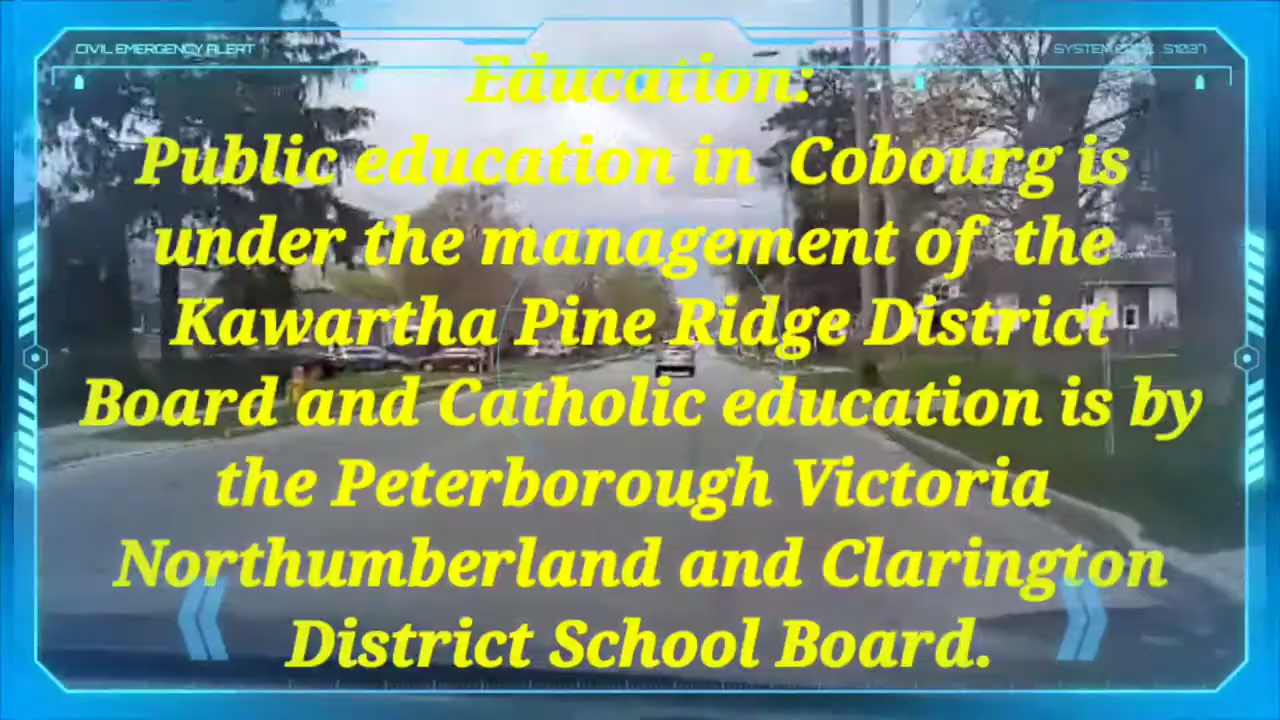 CIVIL EMERGENCY ALERT
Education:
Public education in Cobourg is
under the management of the
Kawartha Pine Ridge District
Board and Catholic education is by
the Peterborough Victoria
Northumberland and Clarington
District School Board.